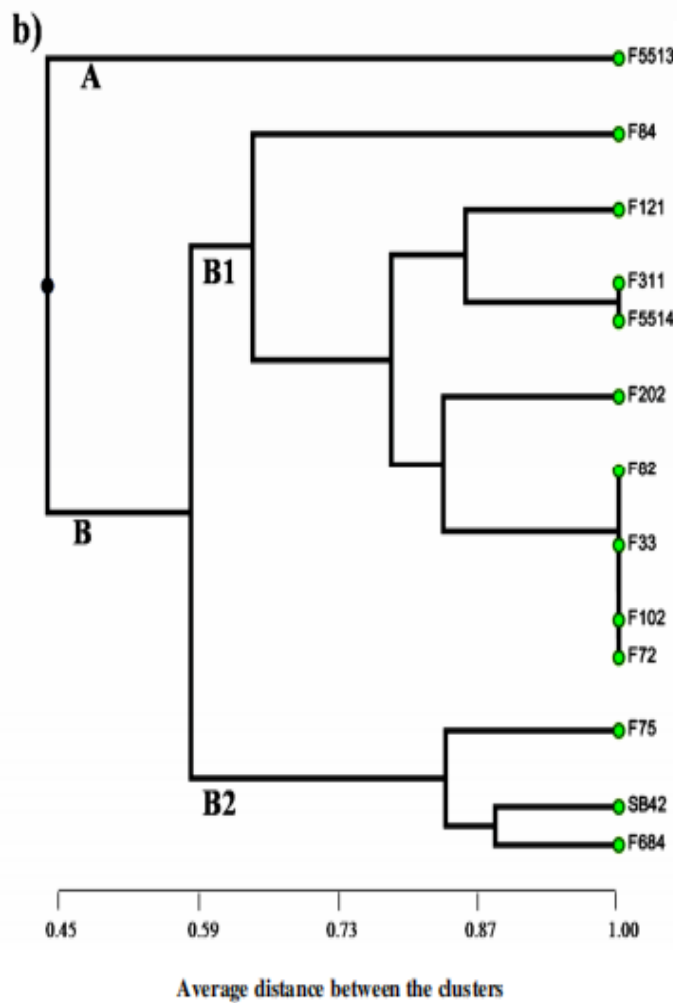 b)
F5513
A
F84
F121
B1
F311
F5514
F202
F82
F33
B
F102
F72
F75
B2
SB42
F684
0.45 0.59 0.73 0.87 1.00
Average distance between the clusters